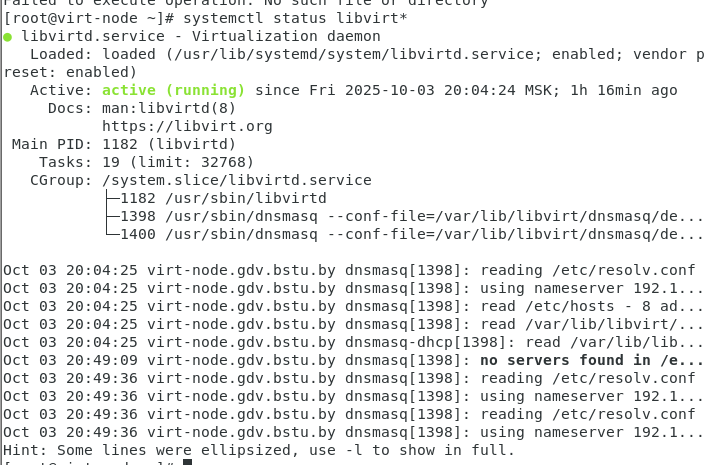 Failed to execute operation: No such file or directory
[root@virt-node ~]# systemctl status libvirt*
● libvirtd.service - Virtualization daemon
   Loaded: loaded (/usr/lib/systemd/system/libvirtd.service; enabled; vendor p
reset: enabled)
   Active: active (running) since Fri 2025-10-03 20:04:24 MSK; 1h 16min ago
     Docs: man:libvirtd(8)
           https://libvirt.org
 Main PID: 1182 (libvirtd)
    Tasks: 19 (limit: 32768)
   CGroup: /system.slice/libvirtd.service
           ├─1182 /usr/sbin/libvirtd
           ├─1398 /usr/sbin/dnsmasq --conf-file=/var/lib/libvirt/dnsmasq/de...
           └─1400 /usr/sbin/dnsmasq --conf-file=/var/lib/libvirt/dnsmasq/de...
Oct 03 20:04:25 virt-node.gdv.bstu.by dnsmasq[1398]: reading /etc/resolv.conf
Oct 03 20:04:25 virt-node.gdv.bstu.by dnsmasq[1398]: using nameserver 192.1...
Oct 03 20:04:25 virt-node.gdv.bstu.by dnsmasq[1398]: read /etc/hosts - 8 ad...
Oct 03 20:04:25 virt-node.gdv.bstu.by dnsmasq[1398]: read /var/lib/libvirt/...
Oct 03 20:04:25 virt-node.gdv.bstu.by dnsmasq-dhcp[1398]: read /var/lib/lib...
Oct 03 20:49:09 virt-node.gdv.bstu.by dnsmasq[1398]: no servers found in /e...
Oct 03 20:49:36 virt-node.gdv.bstu.by dnsmasq[1398]: reading /etc/resolv.conf
Oct 03 20:49:36 virt-node.gdv.bstu.by dnsmasq[1398]: using nameserver 192.1...
Oct 03 20:49:36 virt-node.gdv.bstu.by dnsmasq[1398]: reading /etc/resolv.conf
Oct 03 20:49:36 virt-node.gdv.bstu.by dnsmasq[1398]: using nameserver 192.1...
Hint: Some lines were ellipsized, use -l to show in full.